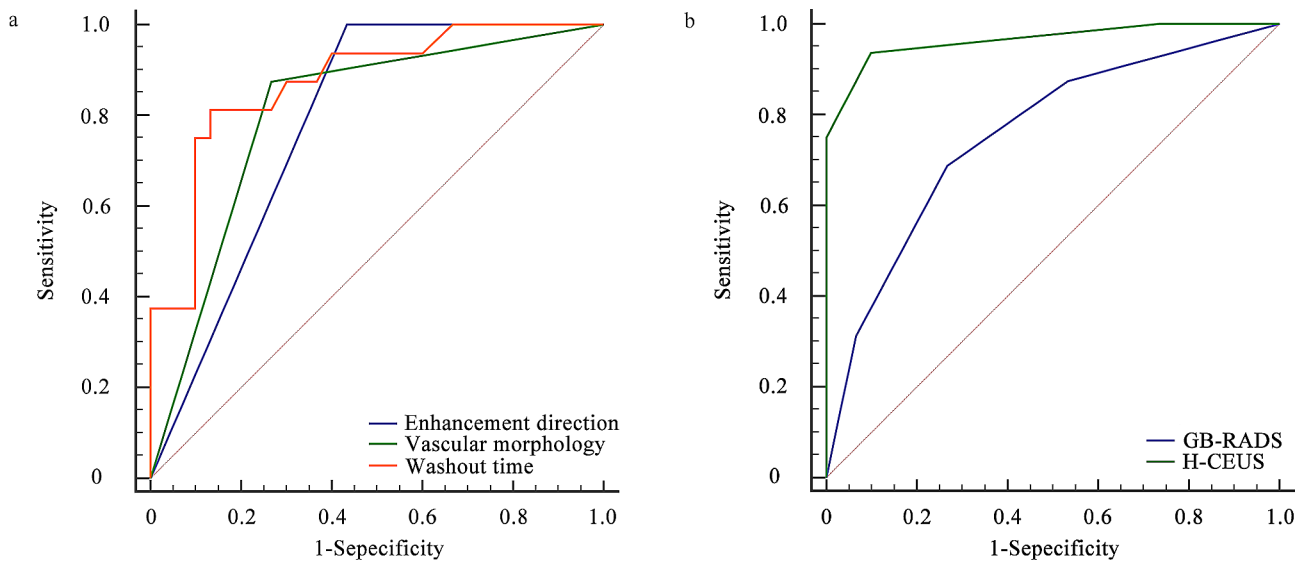 a
1.0
0.8
0.6
0.4
0.2
0
Sensitivity
Enhancement direction
Vascular morphology
Washout time
0 0.2 0.4 0.6 0.8 1.0
1-Sepecificity
b
1.0
0.8
0.6
0.4
0.2
0
Sensitivity
GB-RADS
H-CEUS
0 0.2 0.4 0.6 0.8 1.0
1-Sepecificity